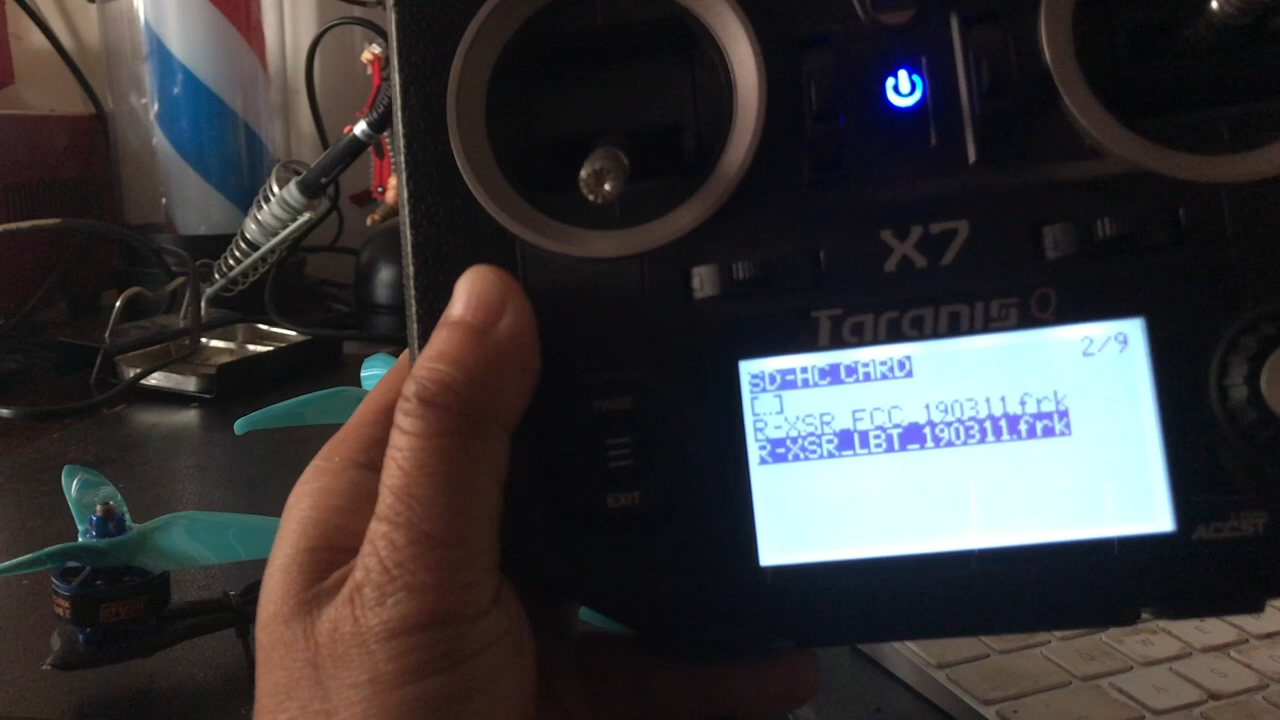 X7
Taranis Q
2/9
SD-HC CARD
[..]
R-XSR_FCC_190311.frk
R-XSR_LBT_190311.frk
PAGE
EXIT
ACCST